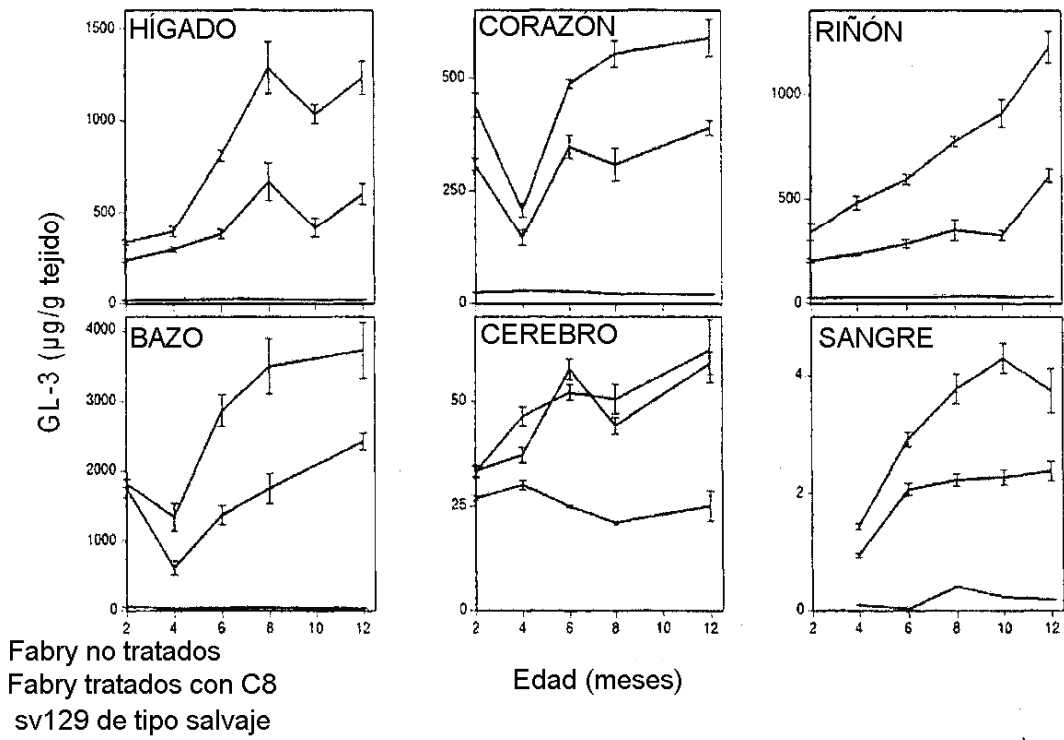 HÍGADO
CORAZÓN
RIÑÓN
1500
1000
500
0
500
250
0
1000
500
0
GL-3 (µg/g tejido)
BAZO
CEREBRO
SANGRE
4000
3000
2000
1000
0
50
25
0
4
2
0
2 4 6 8 10 12
2 4 6 8 10 12
2 4 6 8 10 12
Fabry no tratados
Fabry tratados con C8
sv129 de tipo salvaje
Edad (meses)